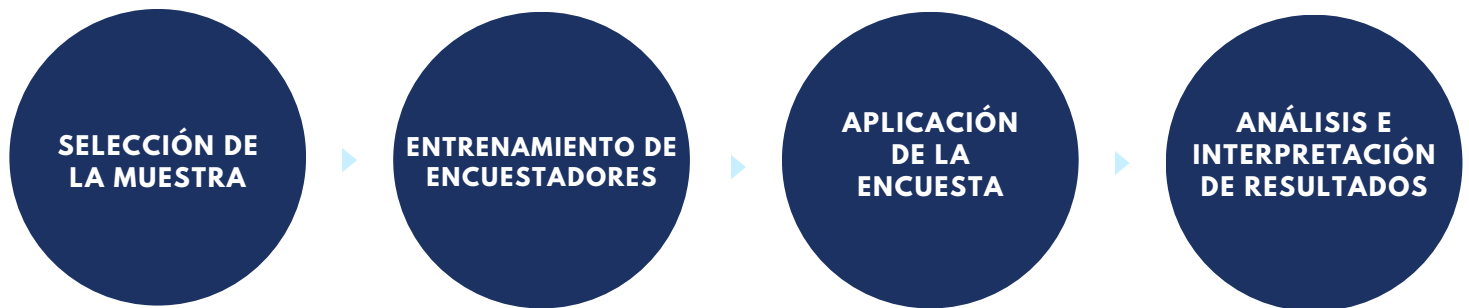 SELECCIÓN DE
LA MUESTRA
ENTRENAMIENTO DE
ENCUESTADORES
APLICACIÓN
DE LA
ENCUESTA
ANÁLISIS E
INTERPRETACIÓN
DE RESULTADOS